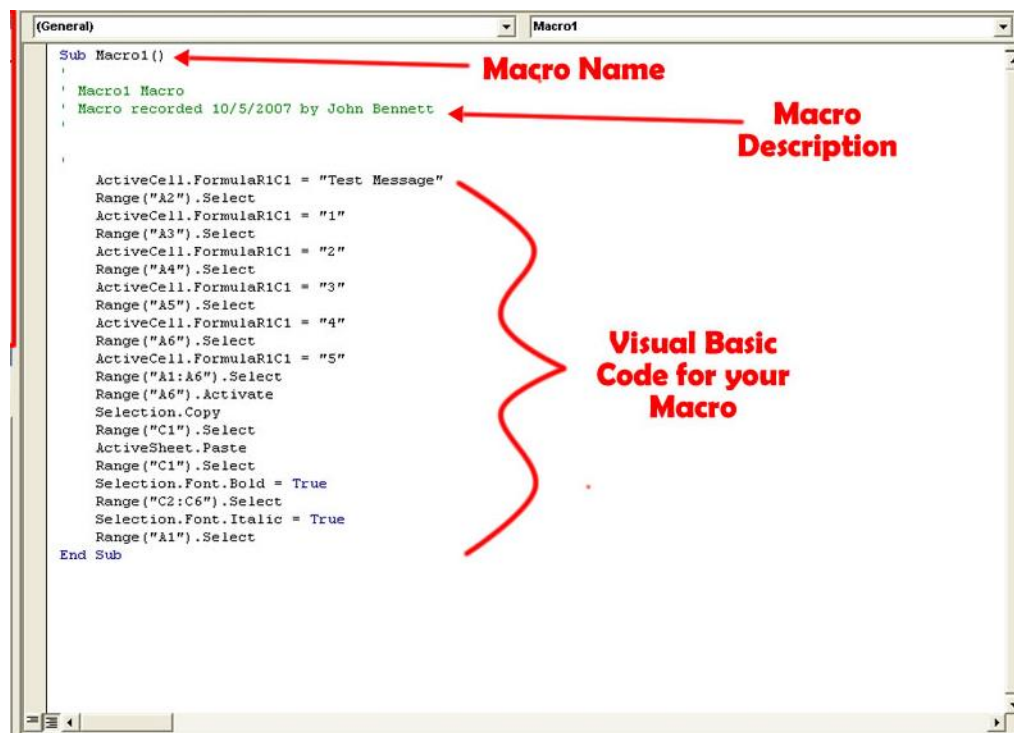 (General) Macro1
Sub Macro1()
Macro Name
'
' Macro1 Macro
' Macro recorded 10/5/2007 by John Bennett
Macro
Description
'
'
ActiveCell.FormulaR1C1 = "Test Message"
Range("A2").Select
ActiveCell.FormulaR1C1 = "1"
Range("A3").Select
ActiveCell.FormulaR1C1 = "2"
Range("A4").Select
ActiveCell.FormulaR1C1 = "3"
Range("A5").Select
ActiveCell.FormulaR1C1 = "4"
Range("A6").Select
ActiveCell.FormulaR1C1 = "5"
Range("A1:A6").Select
Range("A6").Activate
Selection.Copy
Range("C1").Select
ActiveSheet.Paste
Range("C1").Select
Selection.Font.Bold = True
Range("C2:C6").Select
Selection.Font.Italic = True
Range("A1").Select
End Sub
Visual Basic
Code for your
Macro